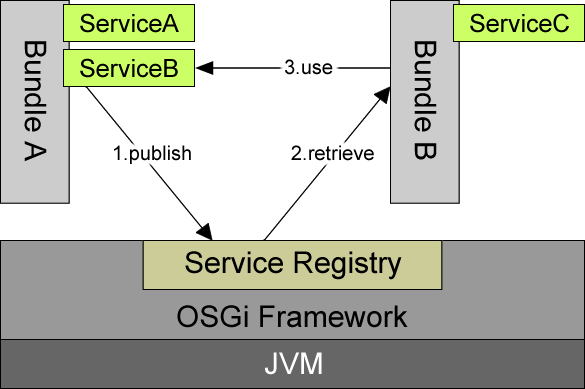 ServiceA
ServiceB
Bundle A
ServiceC
Bundle B
3.use
1.publish
2.retrieve
Service Registry
OSGi Framework
JVM